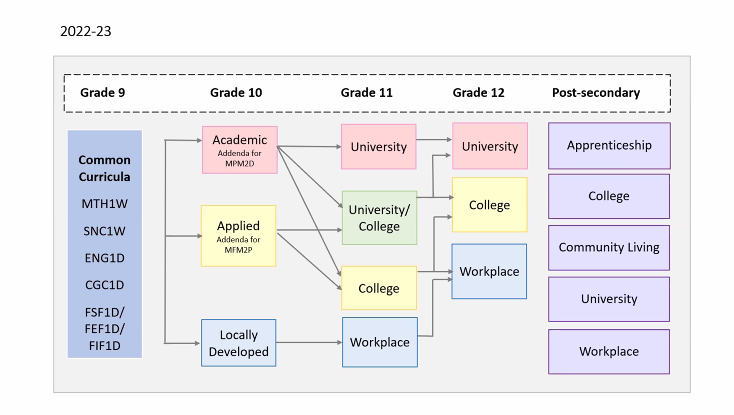 2022-23
Grade 9
Grade 10
Grade 11
Grade 12
Post-secondary
Common
Curricula
MTH1W
SNC1W
ENG1D
CGC1D
FSF1D/
FEF1D/
FIF1D
Academic
Addenda for
MPM2D
Applied
Addenda for
MFM2P
Locally
Developed
University
University/
College
College
Workplace
University
College
Workplace
Apprenticeship
College
Community Living
University
Workplace